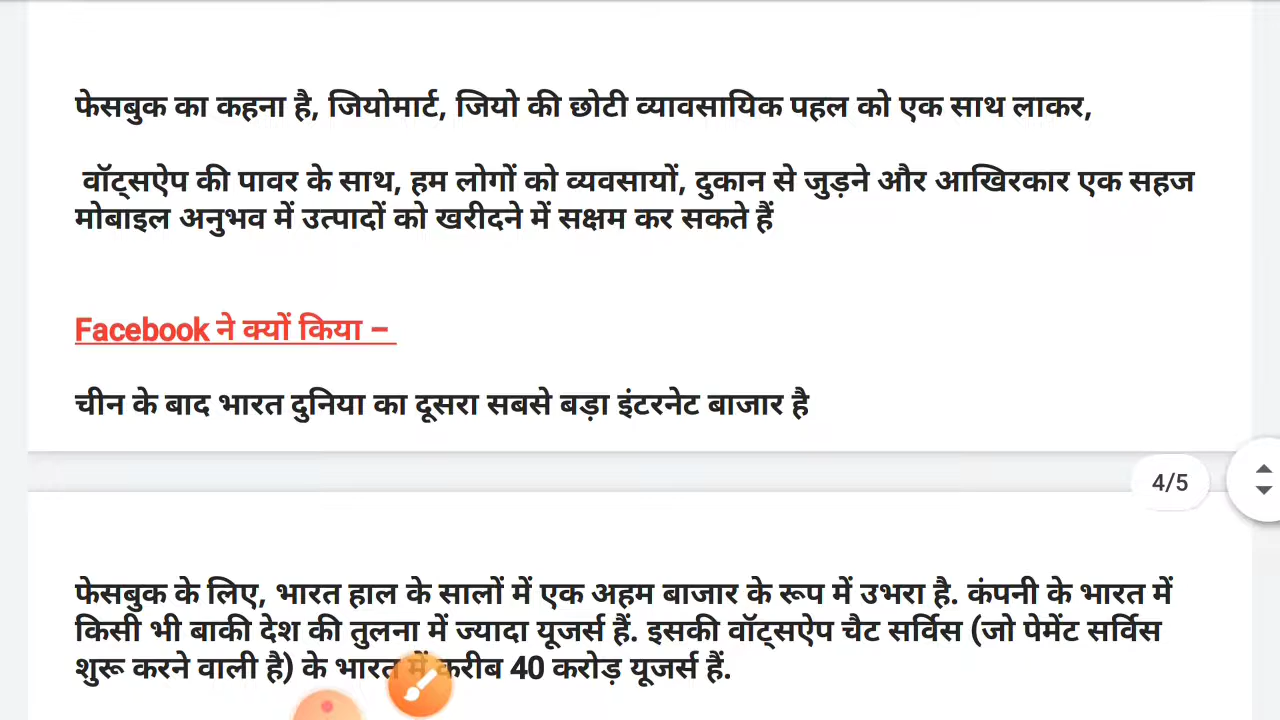 फेसबुक का कहना है, जियोमार्ट, जियो की छोटी व्यावसायिक पहल को एक साथ लाकर,
वॉट्सऐप की पावर के साथ, हम लोगों को व्यवसायों, दुकान से जुड़ने और आखिरकार एक सहज
मोबाइल अनुभव में उत्पादों को खरीदने में सक्षम कर सकते हैं
Facebook ने क्यों किया –
चीन के बाद भारत दुनिया का दूसरा सबसे बड़ा इंटरनेट बाजार है
4/5
फेसबुक के लिए, भारत हाल के सालों में एक अहम बाजार के रूप में उभरा है. कंपनी के भारत में
किसी भी बाकी देश की तुलना में ज्यादा यूजर्स हैं. इसकी वॉट्सऐप चैट सर्विस (जो पेमेंट सर्विस
शुरू करने वाली है) के भारत में करीब 40 करोड़ यूजर्स हैं.